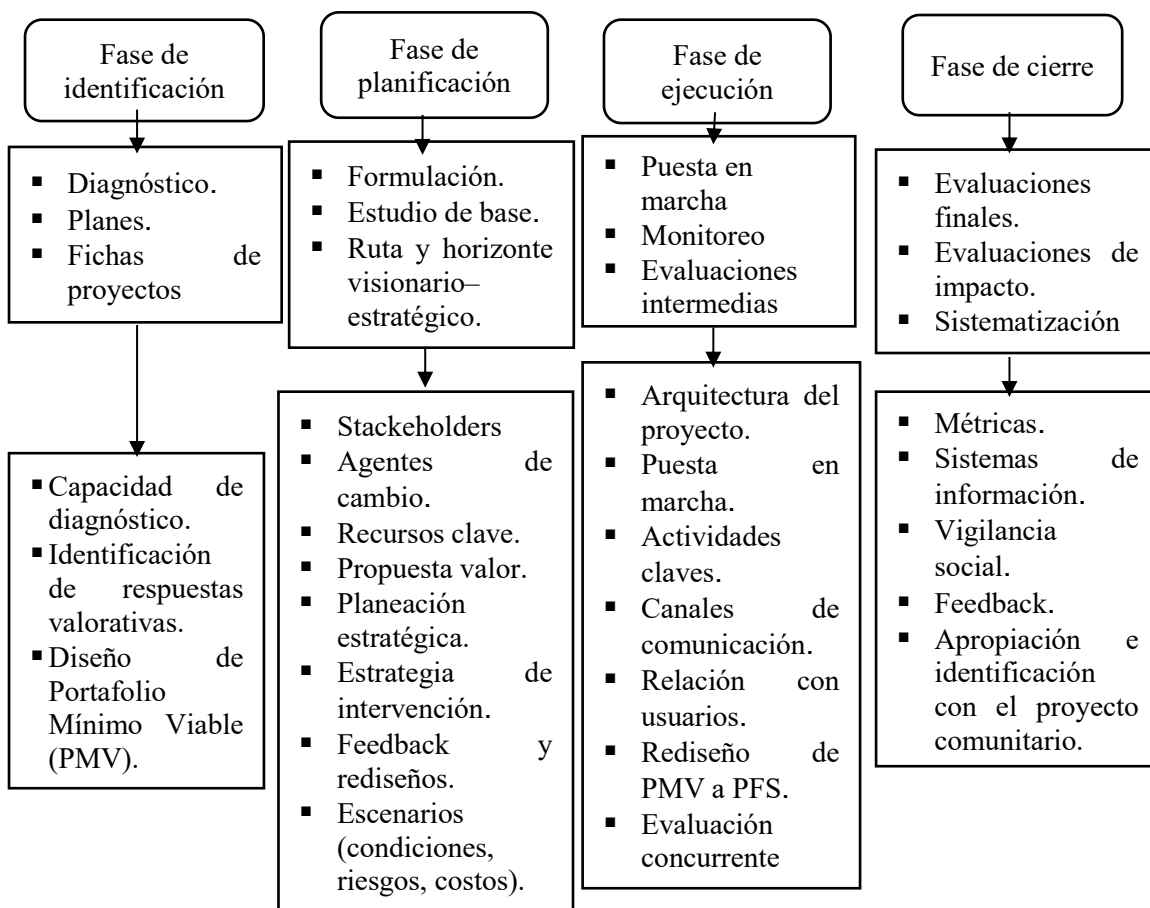 Fase de
identificación
Diagnóstico.
Planes.
Fichas de
proyectos
Capacidad de
diagnóstico.
Identificación
de respuestas
valorativas.
Diseño de
Portafolio
Mínimo Viable
(PMV).
Fase de
planificación
Formulación.
Estudio de base.
Ruta y horizonte
visionario–
estratégico.
Stackeholders
Agentes de
cambio.
Recursos clave.
Propuesta valor.
Planeación
estratégica.
Estrategia de
intervención.
Feedback y
rediseños.
Escenarios
(condiciones,
riesgos, costos).
Fase de
ejecución
Puesta en
marcha
Monitoreo
Evaluaciones
intermedias
Arquitectura del
proyecto.
Puesta en
marcha.
Actividades
claves.
Canales de
comunicación.
Relación con
usuarios.
Rediseño de
PMV a PFS.
Evaluación
concurrente
Fase de cierre
Evaluaciones
finales.
Evaluaciones de
impacto.
Sistematización
Métricas.
Sistemas de
información.
Vigilancia
social.
Feedback.
Apropiación e
identificación
con el proyecto
comunitario.